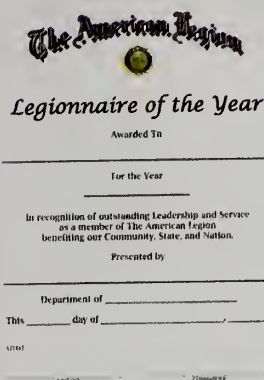 The American Legion
Legionnaire of the Year
Awarded To
For the Year
In recognition of outstanding Leadership and Service
as a member of The American Legion
benefiting our Community, State, and Nation.
Presented by
Department of
This day of ,